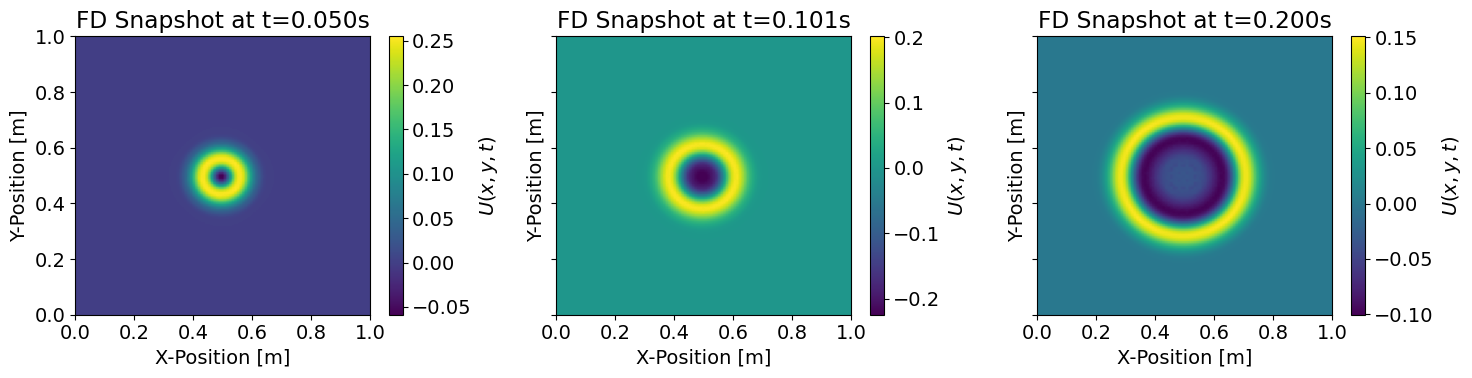 FD Snapshot at t=0.050s
Y-Position [m]
1.0
0.8
0.6
0.4
0.2
0.0
0.0 0.2 0.4 0.6 0.8 1.0
X-Position [m]
0.25
0.20
0.15
0.10
0.05
0.00
−0.05
U(x, y, t)
FD Snapshot at t=0.101s
Y-Position [m]
0.0 0.2 0.4 0.6 0.8 1.0
X-Position [m]
0.2
0.1
0.0
−0.1
−0.2
U(x, y, t)
FD Snapshot at t=0.200s
Y-Position [m]
0.0 0.2 0.4 0.6 0.8 1.0
X-Position [m]
0.15
0.10
0.05
0.00
−0.05
−0.10
U(x, y, t)